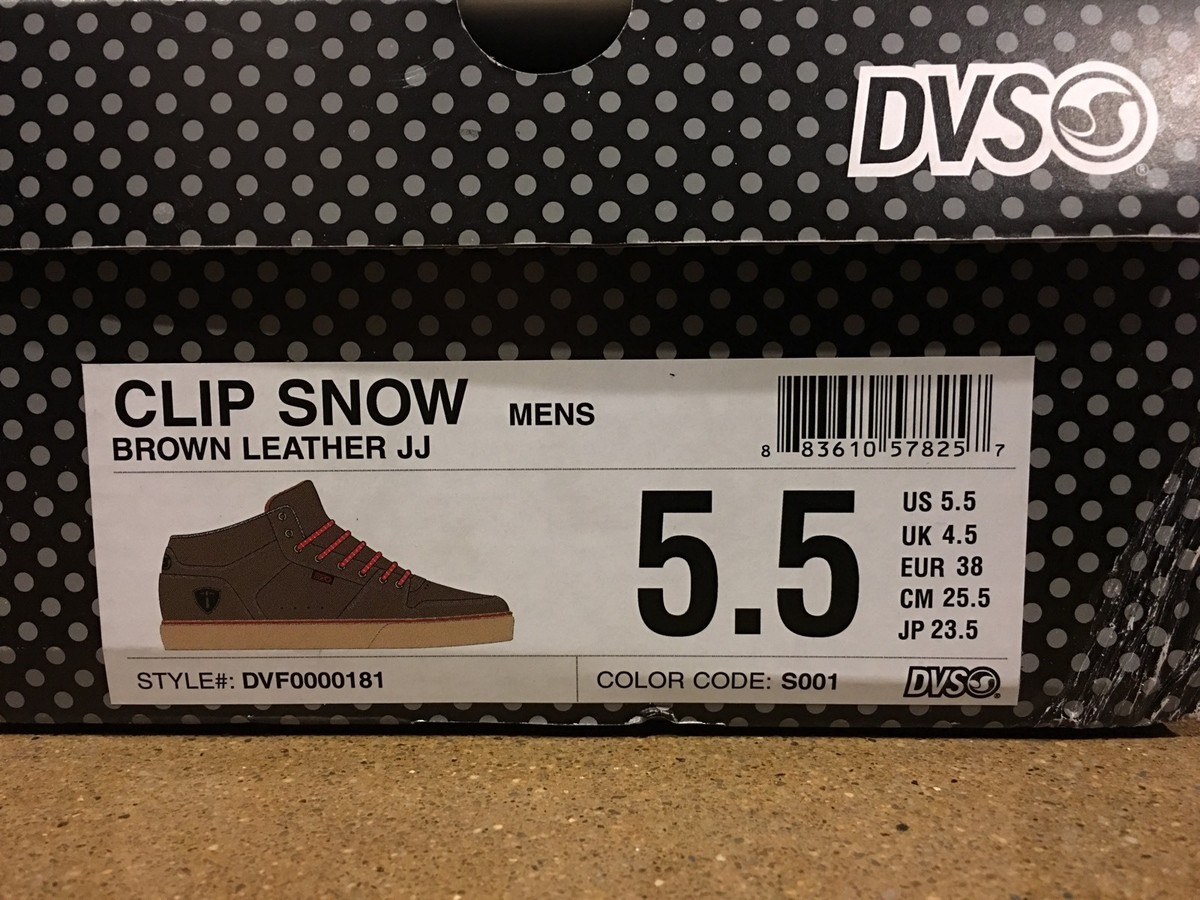 DVS
CLIP SNOW MENS
BROWN LEATHER JJ
8 83610 57825 7
5.5
US 5.5
UK 4.5
EUR 38
CM 25.5
JP 23.5
STYLE#: DVF0000181
COLOR CODE: S001
DVS